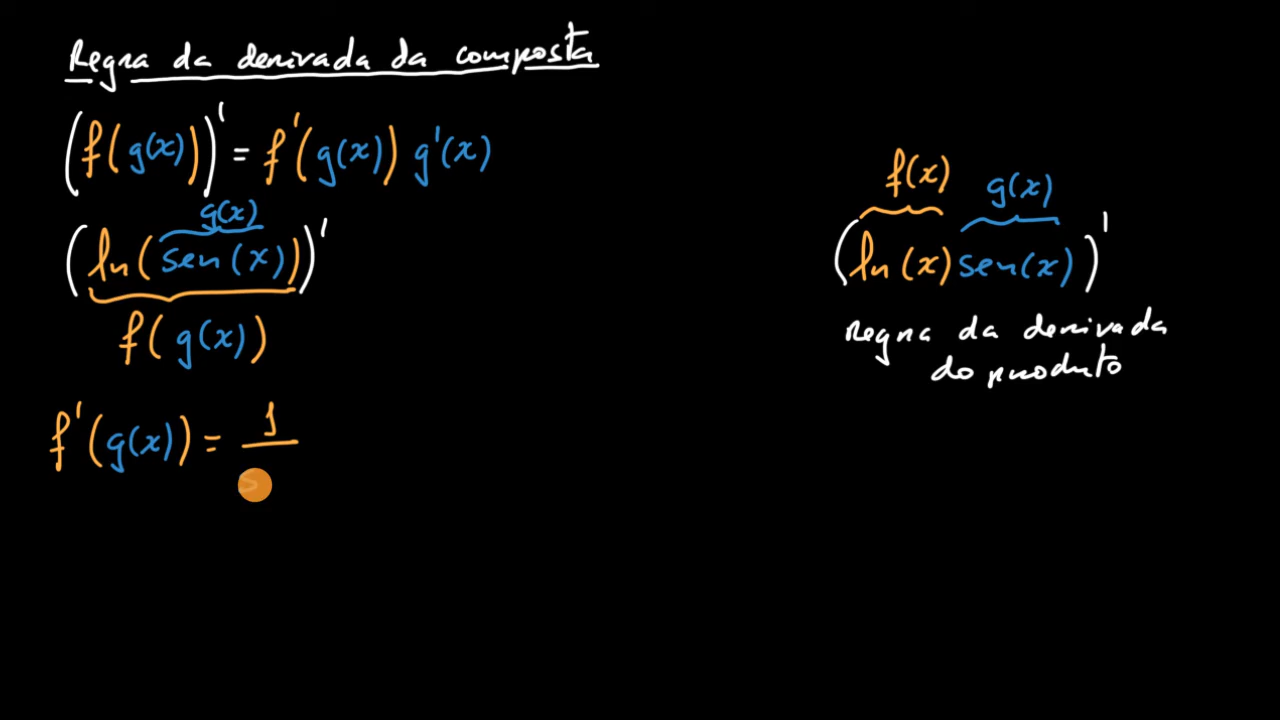 Regra da derivada da composta
(f(g(x)))' = f'(g(x)) g'(x)
g(x)
(ln(sen(x)))'
f(g(x))
f'(g(x)) = 1
s
f(x) g(x)
(ln(x) sen(x))'
Regra da derivada
do produto